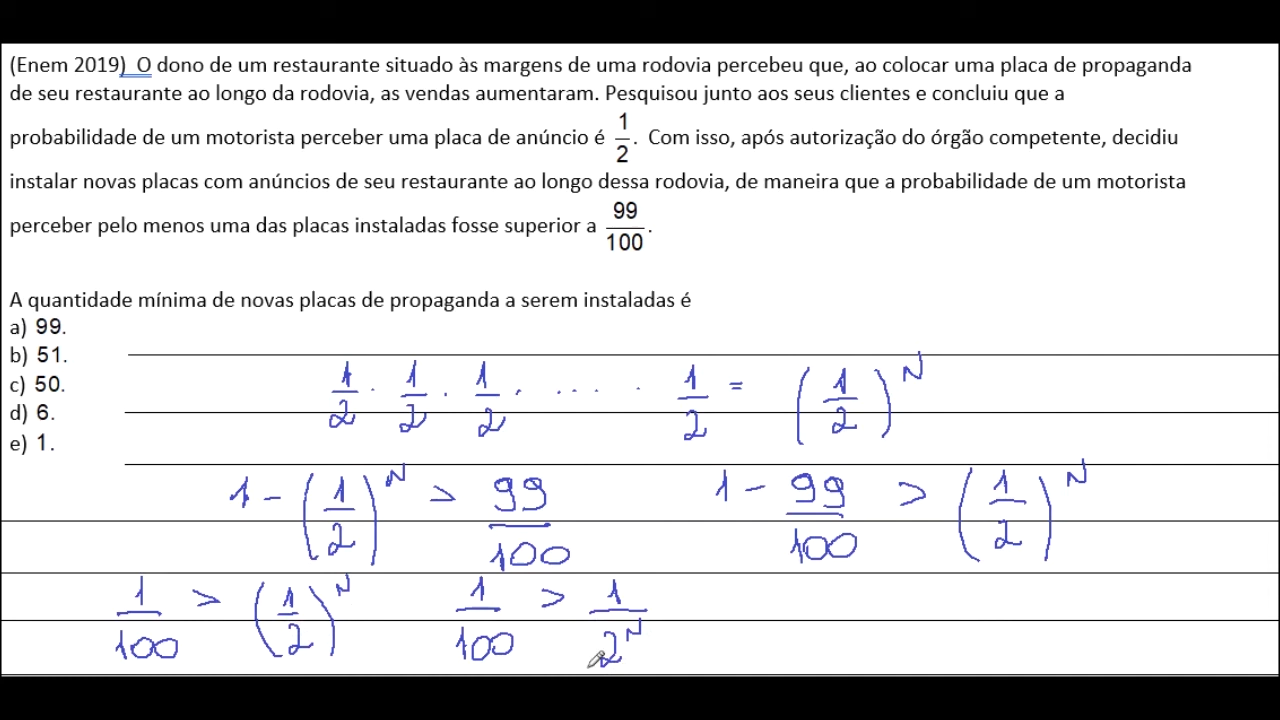 (Enem 2019) O dono de um restaurante situado às margens de uma rodovia percebeu que, ao colocar uma placa de propaganda
de seu restaurante ao longo da rodovia, as vendas aumentaram. Pesquisou junto aos seus clientes e concluiu que a
probabilidade de um motorista perceber uma placa de anúncio é 1/2. Com isso, após autorização do órgão competente, decidiu
instalar novas placas com anúncios de seu restaurante ao longo dessa rodovia, de maneira que a probabilidade de um motorista
perceber pelo menos uma das placas instaladas fosse superior a 99/100.
A quantidade mínima de novas placas de propaganda a serem instaladas é
a) 99.
b) 51.
c) 50.
d) 6.
e) 1.
1/2 . 1/2 . 1/2 . . . . . 1/2 = (1/2)^N
1 - (1/2)^N > 99/100 1 - 99/100 > (1/2)^N
1/100 > (1/2)^N 1/100 > 1/2^N